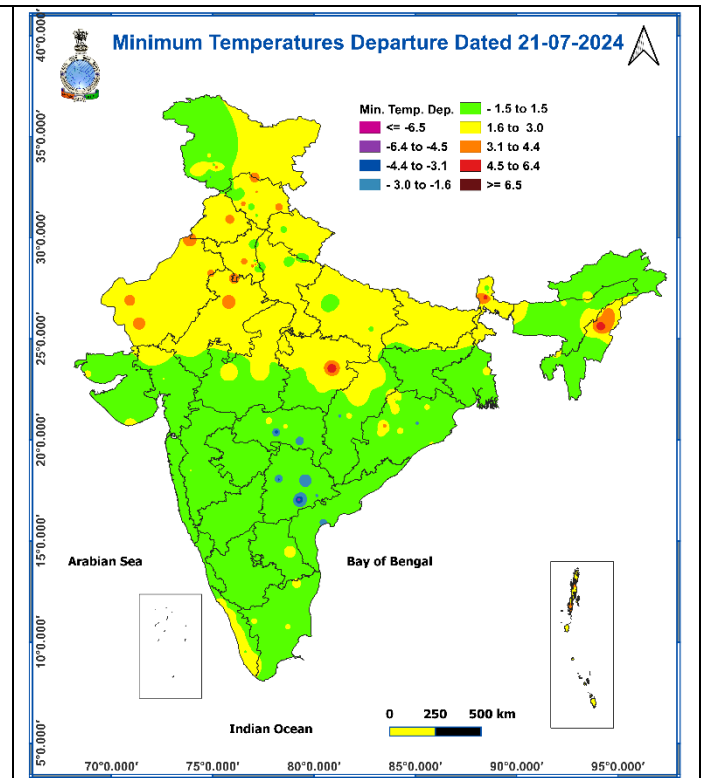 Minimum Temperatures Departure Dated 21-07-2024
Min. Temp. Dep.
<= -6.5
-6.4 to -4.5
-4.4 to -3.1
- 3.0 to -1.6
- 1.5 to 1.5
1.6 to 3.0
3.1 to 4.4
4.5 to 6.4
>= 6.5
40°0.000'
35°0.000'
30°0.000'
25°0.000'
20°0.000'
15°0.000'
10°0.000'
5°0.000'
Arabian Sea
Bay of Bengal
Indian Ocean
0 250 500 km
70°0.000' 75°0.000' 80°0.000' 85°0.000' 90°0.000' 95°0.000'